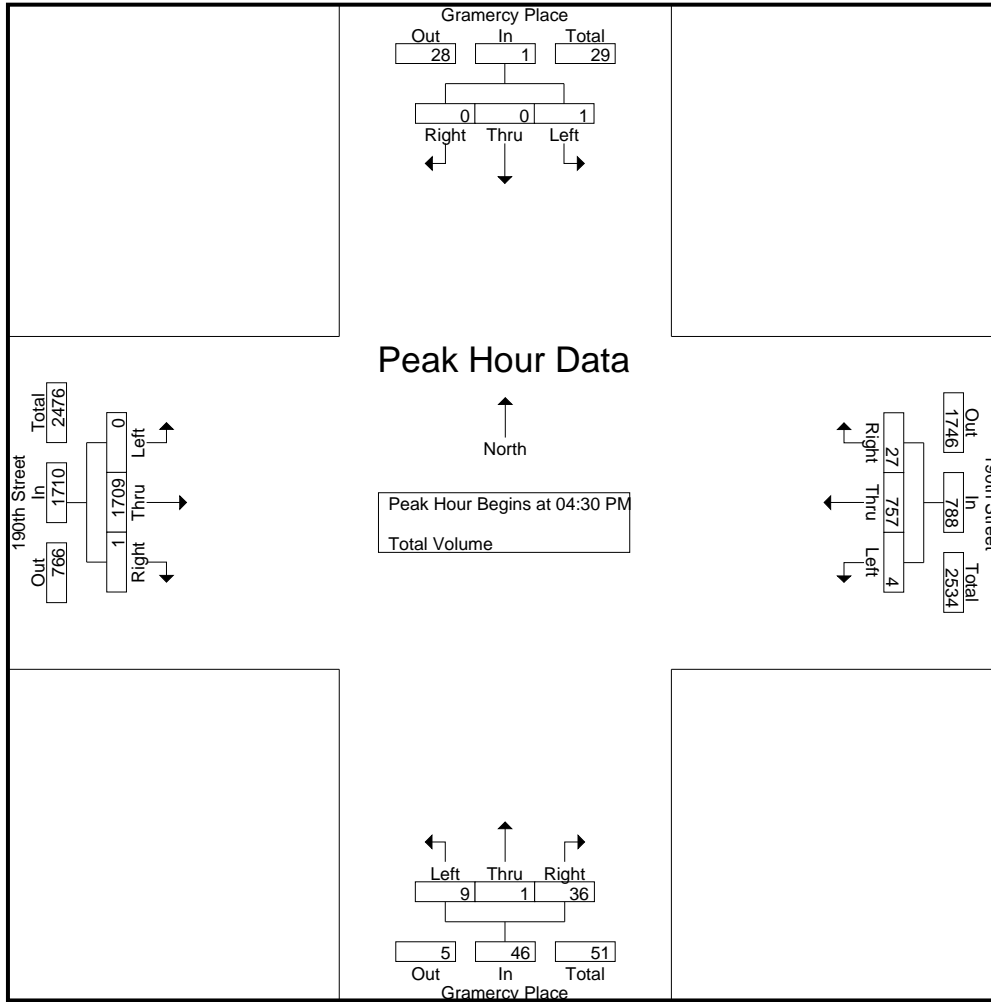 Gramercy Place
Out In Total
28 1 29
0 0 1
Right Thru Left
Peak Hour Data
North
Peak Hour Begins at 04:30 PM
Total Volume
190th Street
Out In Total
766 1710 2476
1 1709 0
Right Thru Left
190th Street
Out In Total
1746 788 2534
27 757 4
Right Thru Left
Left Thru Right
9 1 36
5 46 51
Out In Total
Gramercy Place